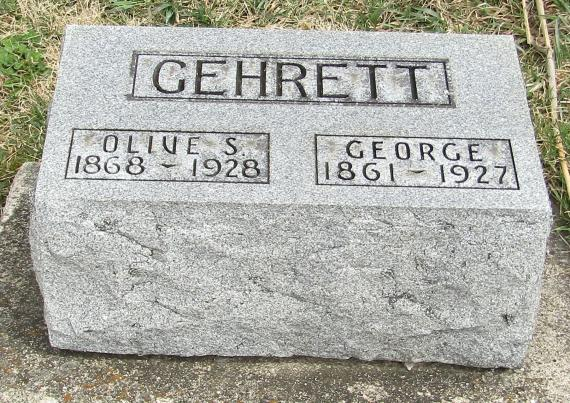 GEHRETT
OLIVE S.
1868 - 1928
GEORGE
1861 - 1927